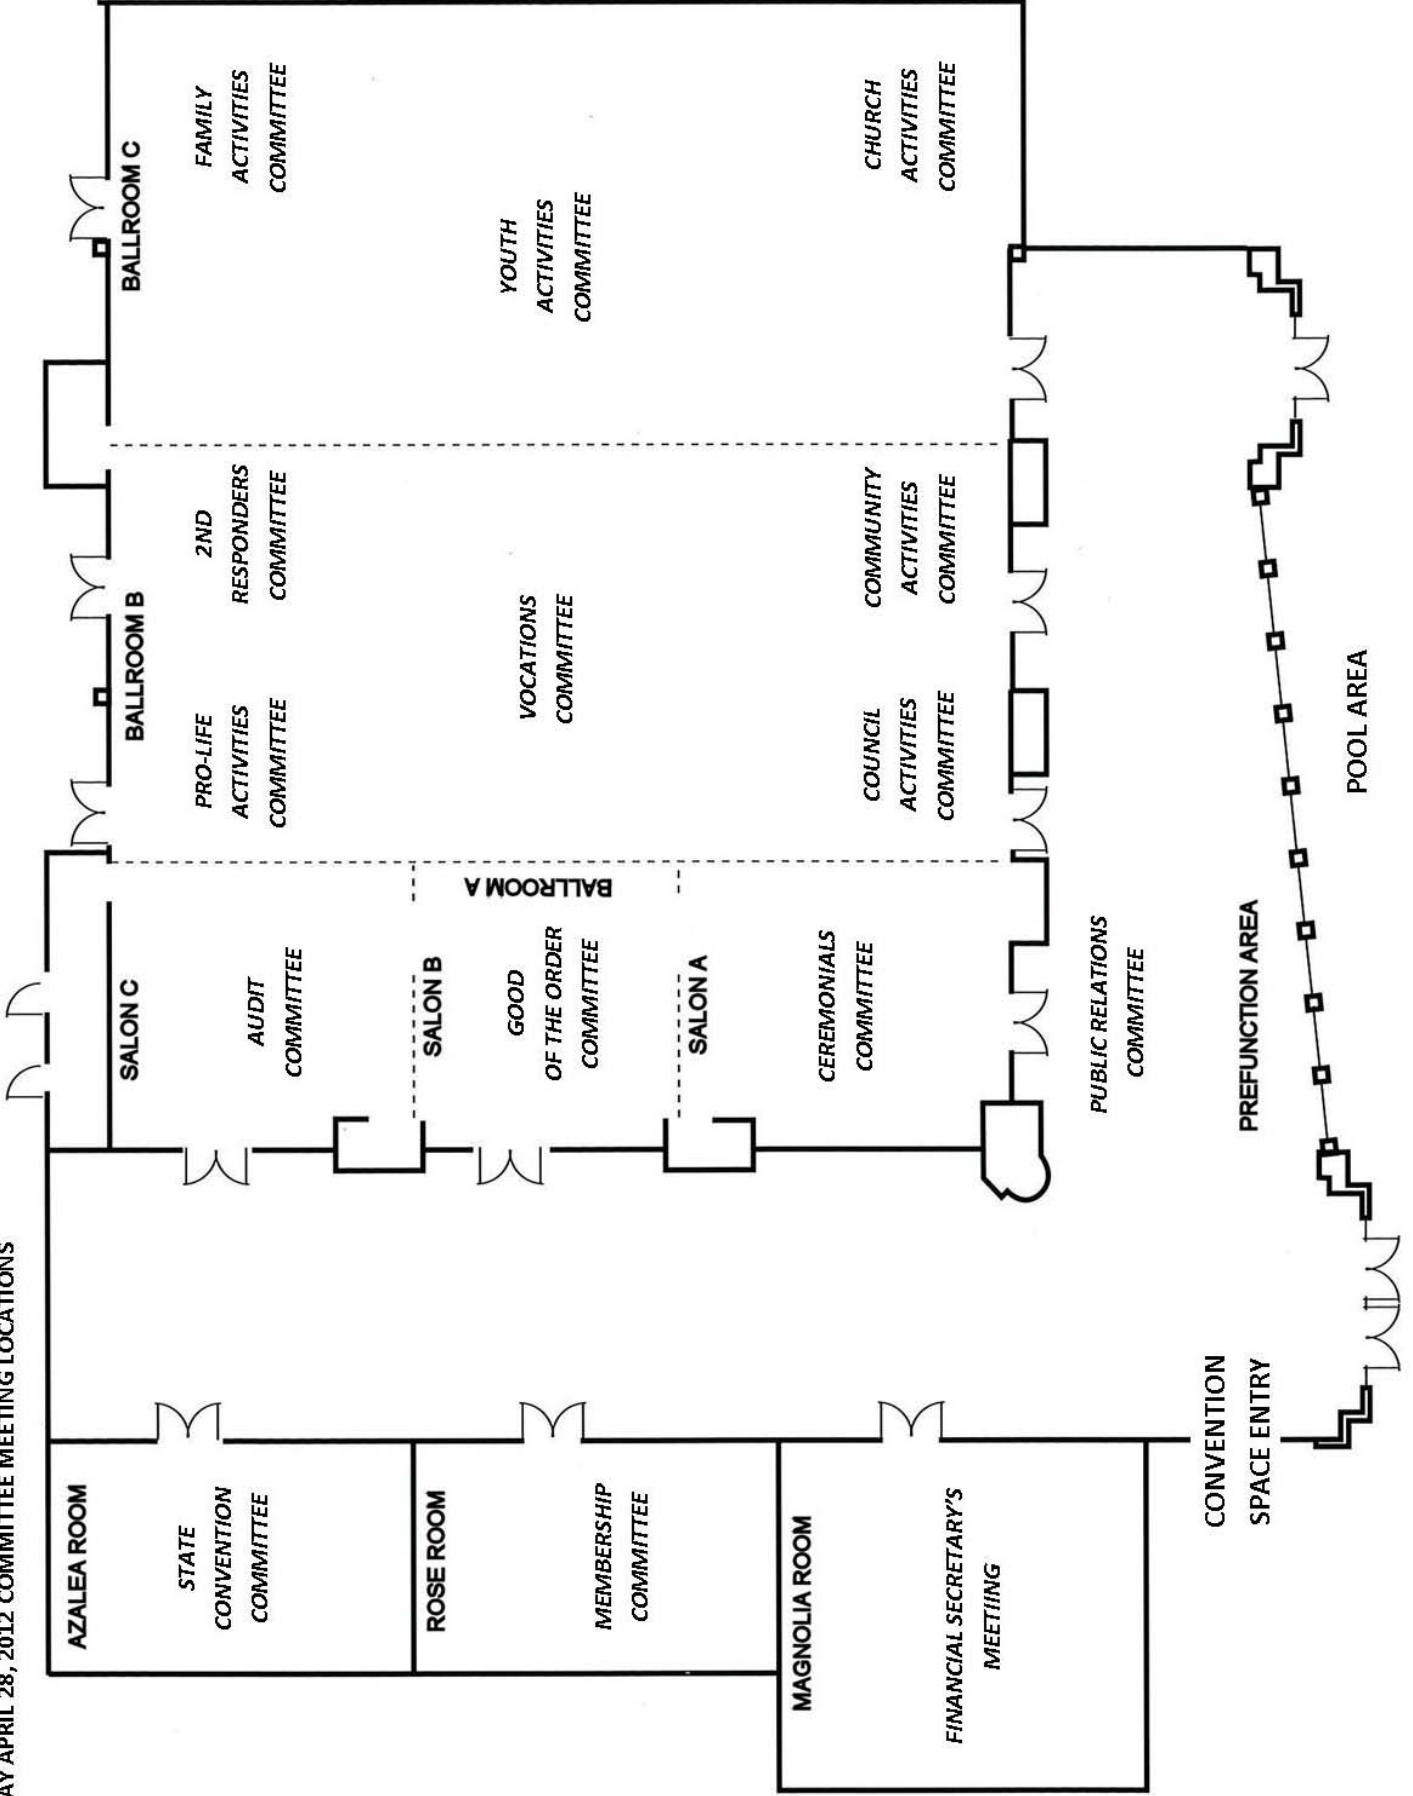 AY APRIL 28, 2012 COMMITTEE MEETING LOCATIONS
AZALEA ROOM
STATE
CONVENTION
COMMITTEE
ROSE ROOM
MEMBERSHIP
COMMITTEE
MAGNOLIA ROOM
FINANCIAL SECRETARY'S
MEETIING
CONVENTION
SPACE ENTRY
SALON C
AUDIT
COMMITTEE
SALON B
GOOD
OF THE ORDER
COMMITTEE
SALON A
CEREMONIALS
COMMITTEE
BALLROOM A
PUBLIC RELATIONS
COMMITTEE
PREFUNCTION AREA
POOL AREA
BALLROOM B
PRO-LIFE
ACTIVITIES
COMMITTEE
2ND
RESPONDERS
COMMITTEE
VOCATIONS
COMMITTEE
COUNCIL
ACTIVITIES
COMMITTEE
COMMUNITY
ACTIVITIES
COMMITTEE
BALLROOM C
FAMILY
ACTIVITIES
COMMITTEE
YOUTH
ACTIVITIES
COMMITTEE
CHURCH
ACTIVITIES
COMMITTEE